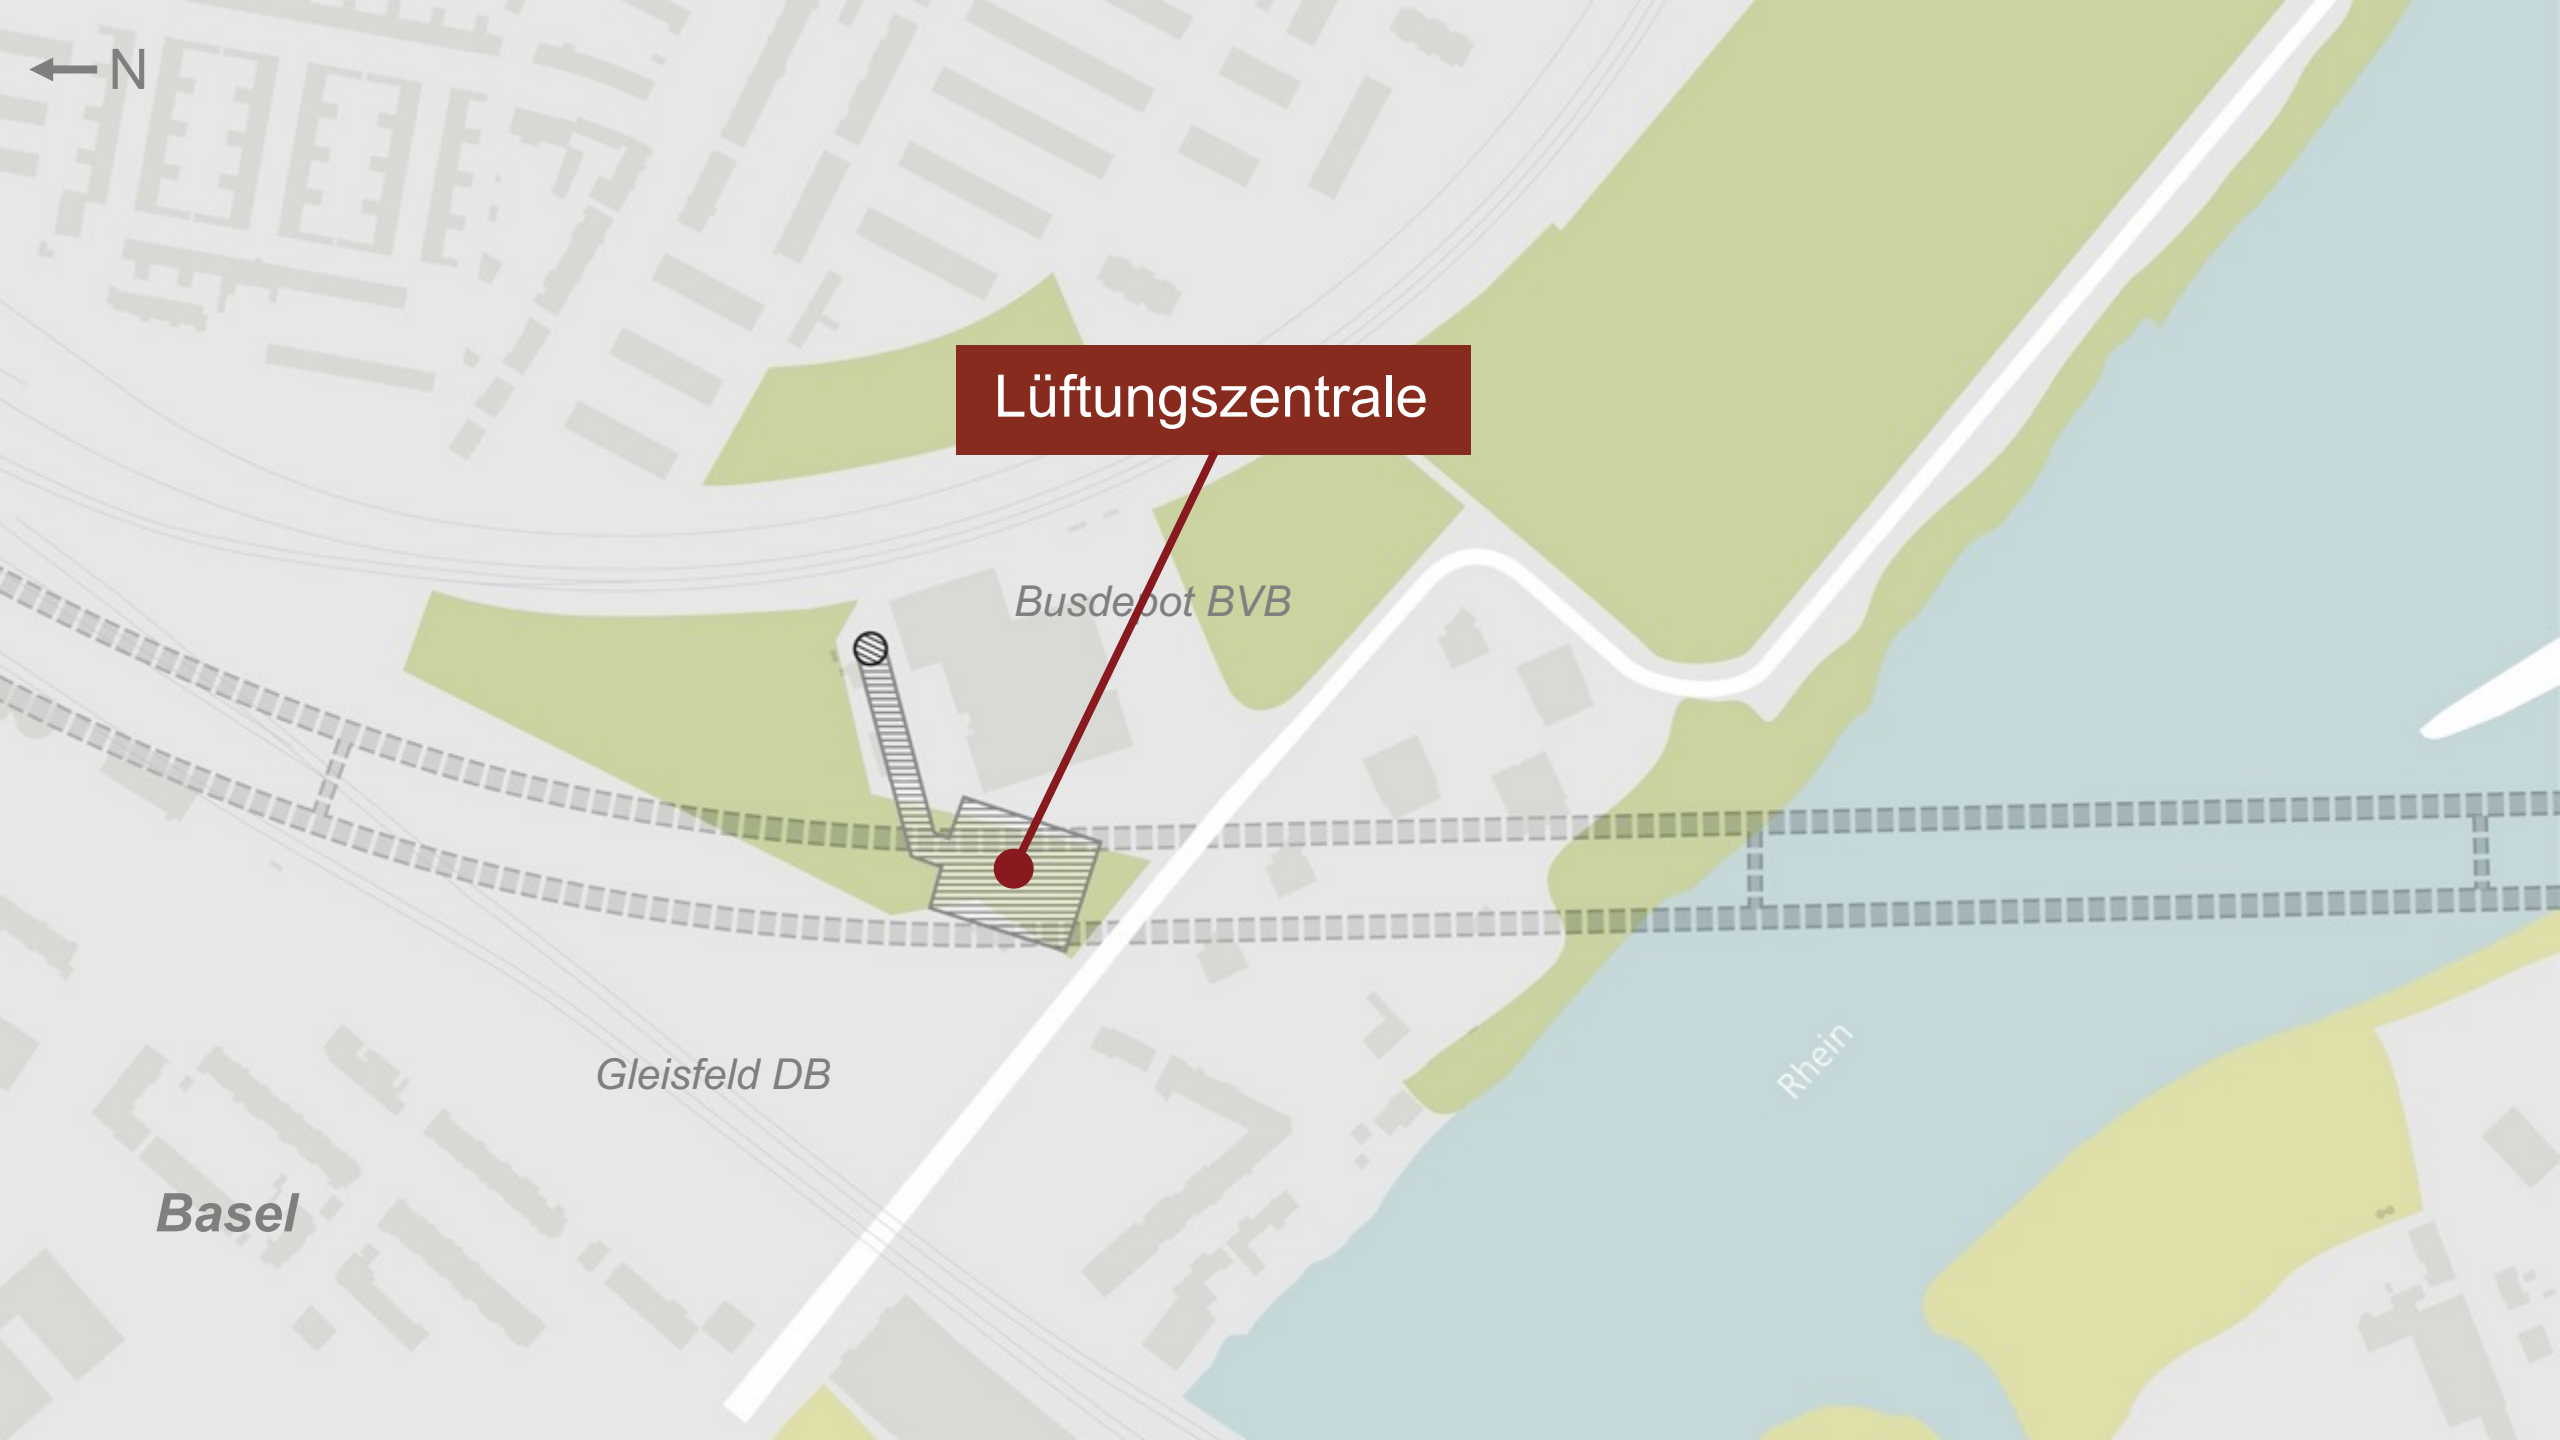 N
Lüftungszentrale
Busdepot BVB
Gleisfeld DB
Rhein
Basel